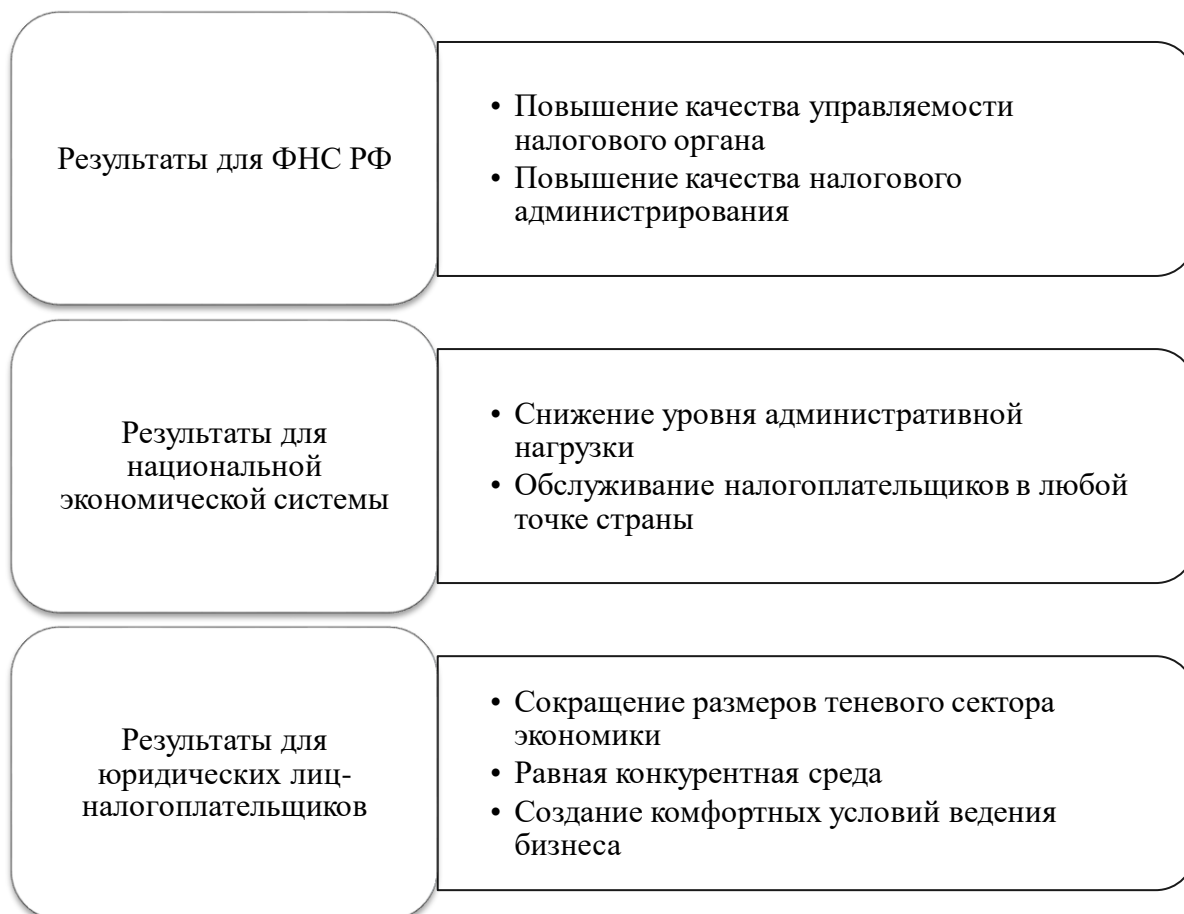 Результаты для ФНС РФ
• Повышение качества управляемости
налогового органа
• Повышение качества налогового
администрирования
Результаты для
национальной
экономической системы
• Снижение уровня административной
нагрузки
• Обслуживание налогоплательщиков в любой
точке страны
Результаты для
юридических лиц-
налогоплательщиков
• Сокращение размеров теневого сектора
экономики
• Равная конкурентная среда
• Создание комфортных условий ведения
бизнеса